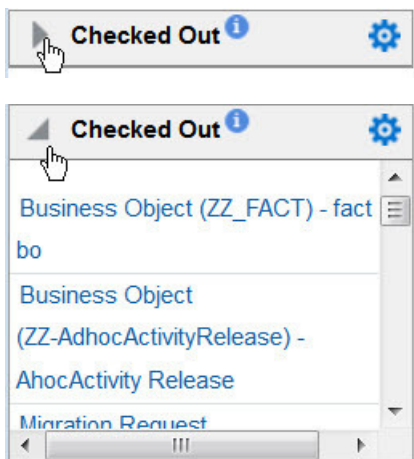 Checked Out i
Checked Out i
Business Object (ZZ_FACT) - fact
bo
Business Object
(ZZ-AdhocActivityRelease) -
AhocActivity Release
Migration Request